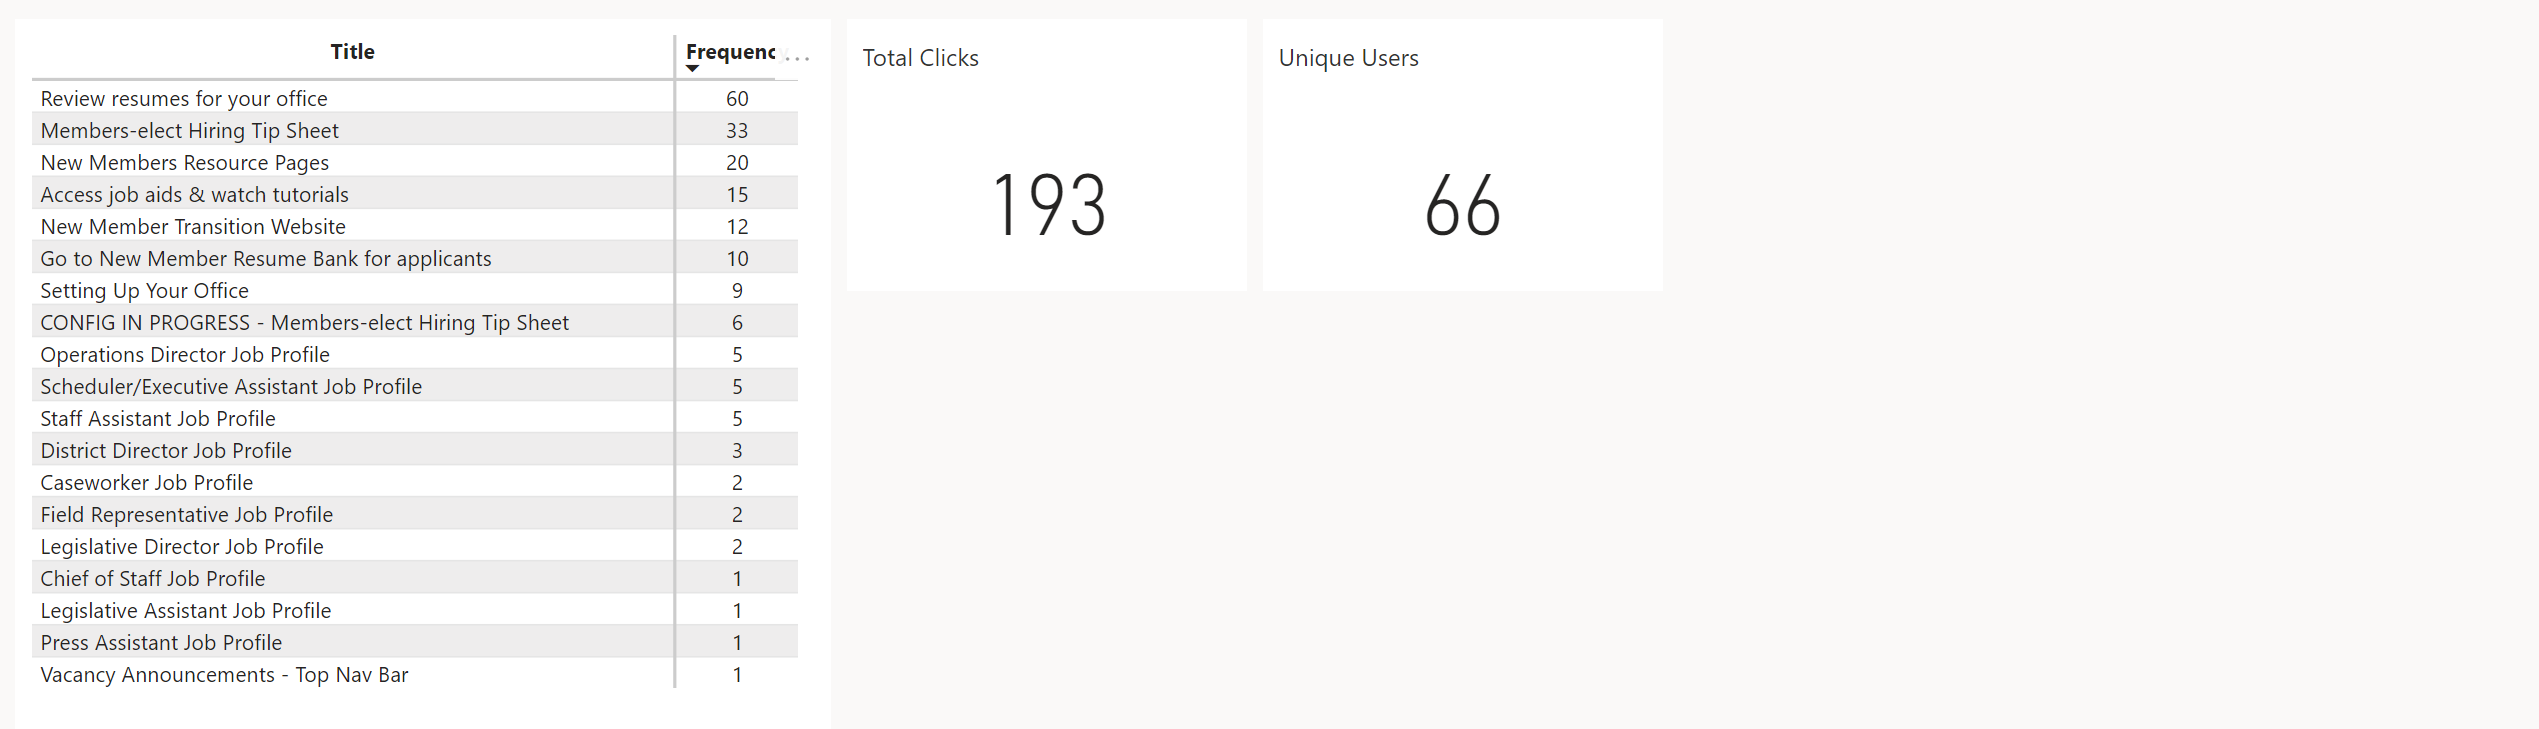 Title Frequency
Review resumes for your office 60
Members-elect Hiring Tip Sheet 33
New Members Resource Pages 20
Access job aids & watch tutorials 15
New Member Transition Website 12
Go to New Member Resume Bank for applicants 10
Setting Up Your Office 9
CONFIG IN PROGRESS - Members-elect Hiring Tip Sheet 6
Operations Director Job Profile 5
Scheduler/Executive Assistant Job Profile 5
Staff Assistant Job Profile 5
District Director Job Profile 3
Caseworker Job Profile 2
Field Representative Job Profile 2
Legislative Director Job Profile 2
Chief of Staff Job Profile 1
Legislative Assistant Job Profile 1
Press Assistant Job Profile 1
Vacancy Announcements - Top Nav Bar 1
Total Clicks
193
Unique Users
66